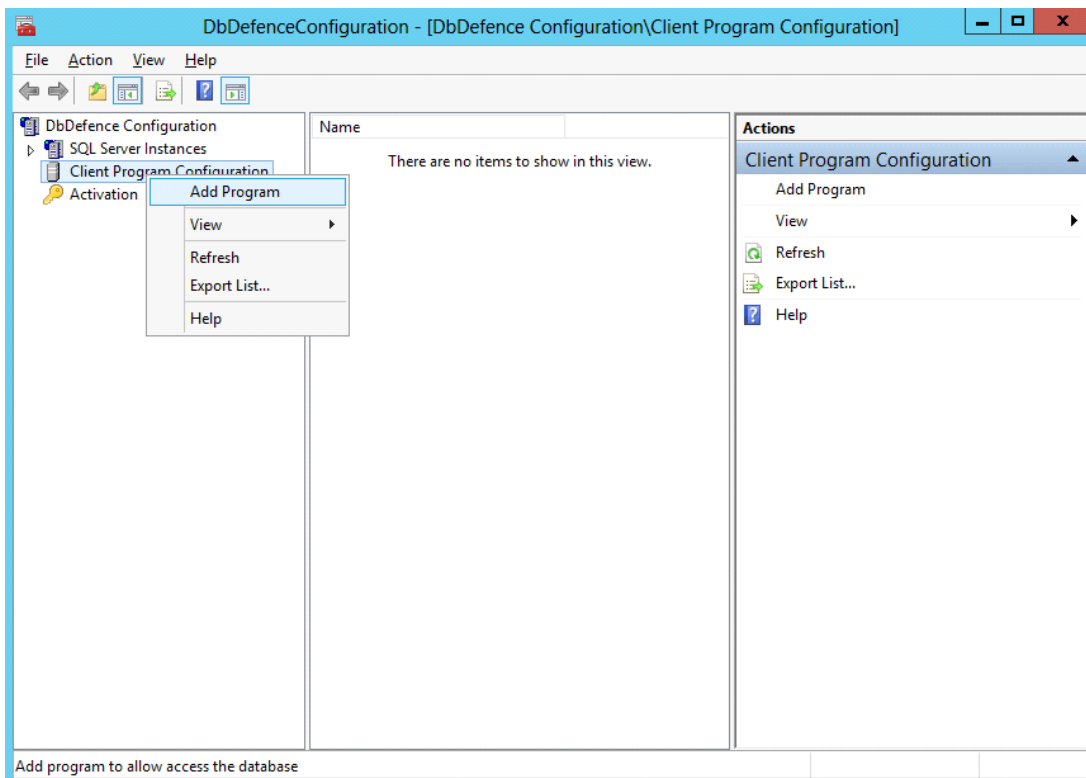 DbDefenceConfiguration - [DbDefence Configuration\Client Program Configuration]
File Action View Help
DbDefence Configuration
SQL Server Instances
Client Program Configuration
Activation
Add Program
View
Refresh
Export List...
Help
Name
There are no items to show in this view.
Actions
Client Program Configuration
Add Program
View
Refresh
Export List...
Help
Add program to allow access the database